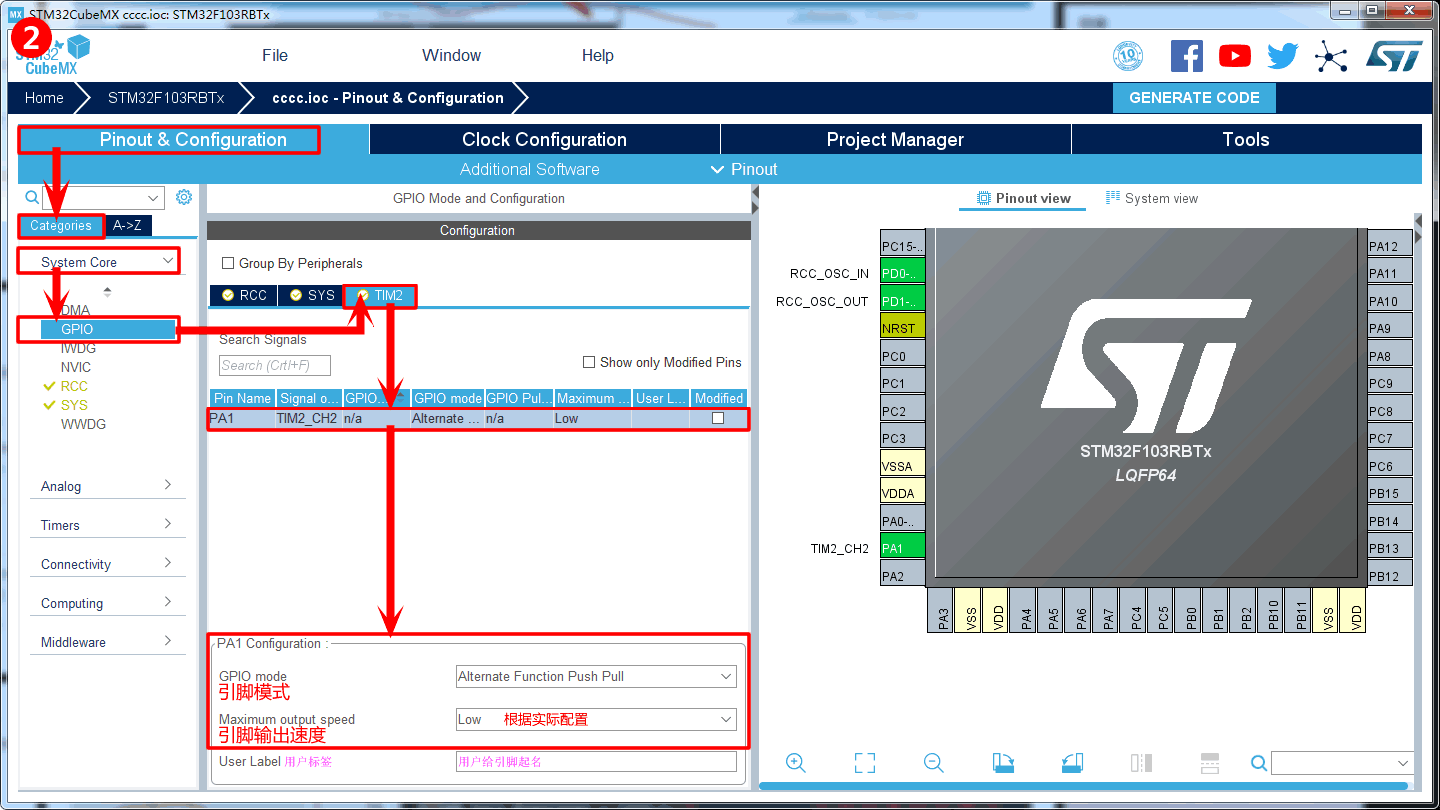 MX STM32CubeMX cccc.ioc: STM32F103RBTx
2
STM32
CubeMX
File
Window
Help
10
Home
STM32F103RBTx
cccc.ioc - Pinout & Configuration
GENERATE CODE
Pinout & Configuration
Clock Configuration
Project Manager
Tools
Additional Software
Pinout
Categories
A->Z
System Core
DMA
GPIO
IWDG
NVIC
RCC
SYS
WWDG
Analog
Timers
Connectivity
Computing
Middleware
GPIO Mode and Configuration
Configuration
Group By Peripherals
RCC
SYS
TIM2
Search Signals
Search (CrtI+F)
Show only Modified Pins
Pin Name Signal o... GPIO... GPIO mode GPIO Pul... Maximum ... User L... Modified
PA1 TIM2_CH2 n/a Alternate ... n/a Low
PA1 Configuration :
GPIO mode
Alternate Function Push Pull
引脚模式
Maximum output speed
Low
根据实际配置
引脚输出速度
User Label 用户标签
用户给引脚起名
Pinout view
System view
PC15-..
RCC_OSC_IN PD0-..
RCC_OSC_OUT PD1-..
NRST
PC0
PC1
PC2
PC3
VSSA
VDDA
PA0-..
TIM2_CH2 PA1
PA2
STM32F103RBTx
LQFP64
PA12
PA11
PA10
PA9
PA8
PC9
PC8
PC7
PC6
PB15
PB14
PB13
PB12
PA3
VSS
VDD
PA4
PA5
PA6
PA7
PC4
PC5
PB0
PB1
PB2
PB10
PB11
VSS
VDD